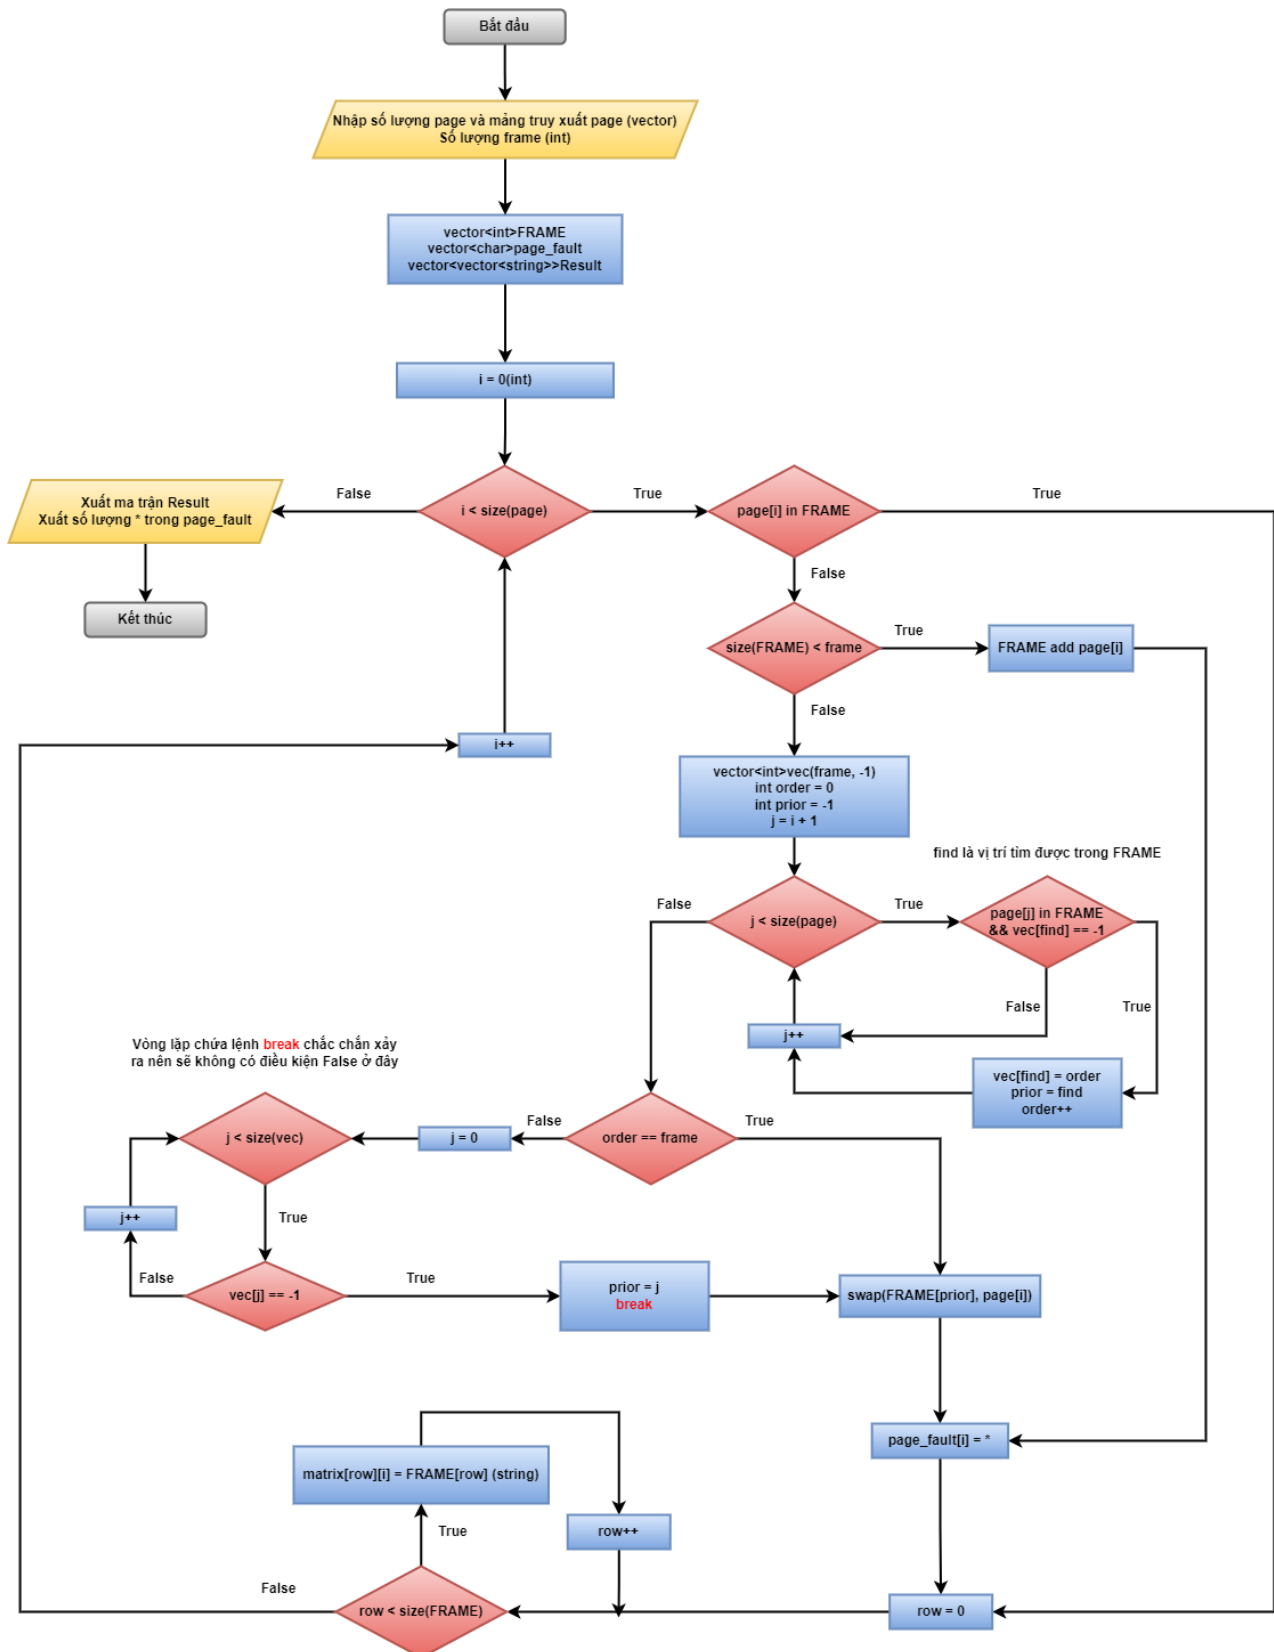 Bắt đầu
Nhập số lượng page và mảng truy xuất page (vector)
Số lượng frame (int)
vector<int>FRAME
vector<char>page_fault
vector<vector<string>>Result
i = 0(int)
Xuất ma trận Result
Xuất số lượng * trong page_fault
False
i < size(page)
True
page[i] in FRAME
True
Kết thúc
False
size(FRAME) < frame
True
FRAME add page[i]
False
i++
vector<int>vec(frame, -1)
int order = 0
int prior = -1
j = i + 1
find là vị trí tìm được trong FRAME
False
j < size(page)
True
page[j] in FRAME
&& vec[find] == -1
False
True
j++
Vòng lặp chứa lệnh break chắc chắn xảy
ra nên sẽ không có điều kiện False ở đây
vec[find] = order
prior = find
order++
j < size(vec)
j = 0
False
order == frame
True
j++
True
False
vec[j] == -1
True
prior = j
break
swap(FRAME[prior], page[i])
page_fault[i] = *
matrix[row][i] = FRAME[row] (string)
True
row++
False
row < size(FRAME)
row = 0